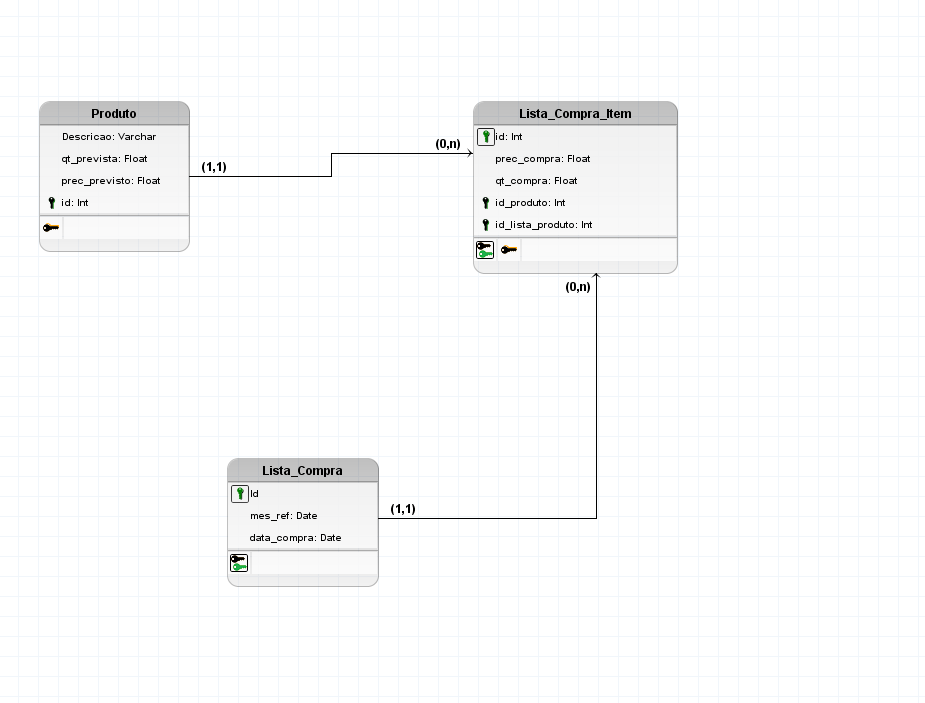 Produto
Descricao: Varchar
qt_prevista: Float
prec_previsto: Float
id: Int
(1,1)
(0,n)
Lista_Compra_Item
id: Int
prec_compra: Float
qt_compra: Float
id_produto: Int
id_lista_produto: Int
(0,n)
Lista_Compra
Id
mes_ref: Date
data_compra: Date
(1,1)